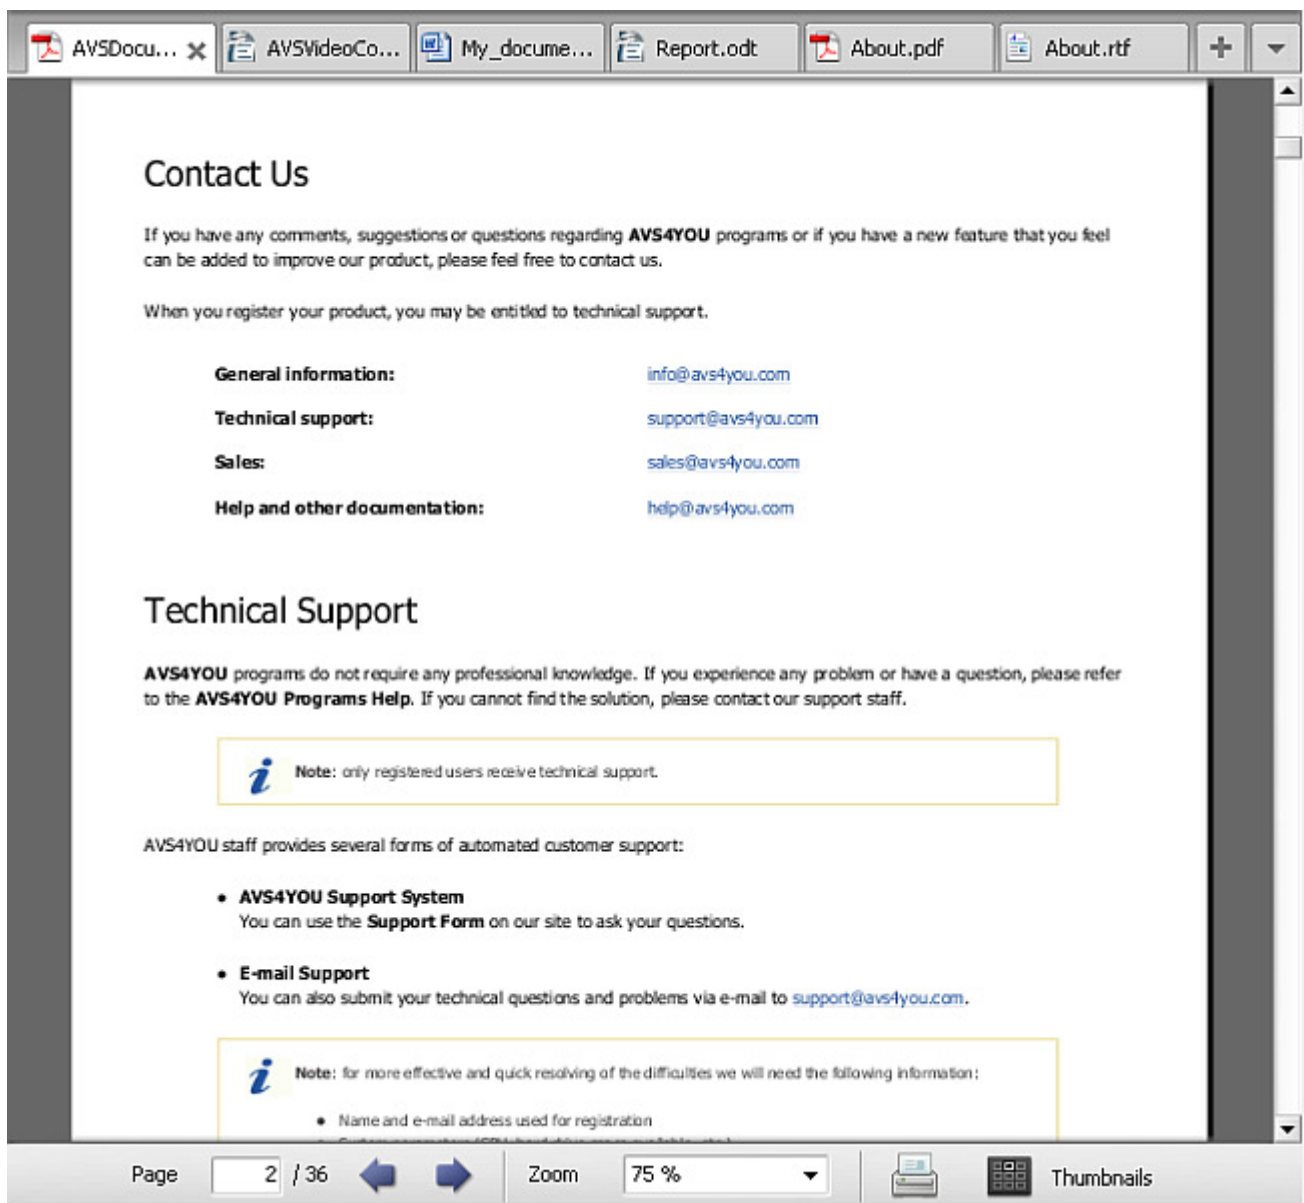 AVSDocu... AVSVideoCo... My_docume... Report.odt About.pdf About.rtf
Contact Us
If you have any comments, suggestions or questions regarding AVS4YOU programs or if you have a new feature that you feel
can be added to improve our product, please feel free to contact us.
When you register your product, you may be entitled to technical support.
General information: info@avs4you.com
Technical support: support@avs4you.com
Sales: sales@avs4you.com
Help and other documentation: help@avs4you.com
Technical Support
AVS4YOU programs do not require any professional knowledge. If you experience any problem or have a question, please refer
to the AVS4YOU Programs Help. If you cannot find the solution, please contact our support staff.
Note: only registered users receive technical support.
AVS4YOU staff provides several forms of automated customer support:
• AVS4YOU Support System
You can use the Support Form on our site to ask your questions.
• E-mail Support
You can also submit your technical questions and problems via e-mail to support@avs4you.com.
Note: for more effective and quick resolving of the difficulties we will need the following information:
• Name and e-mail address used for registration
Page 2 / 36 Zoom 75 % Thumbnails